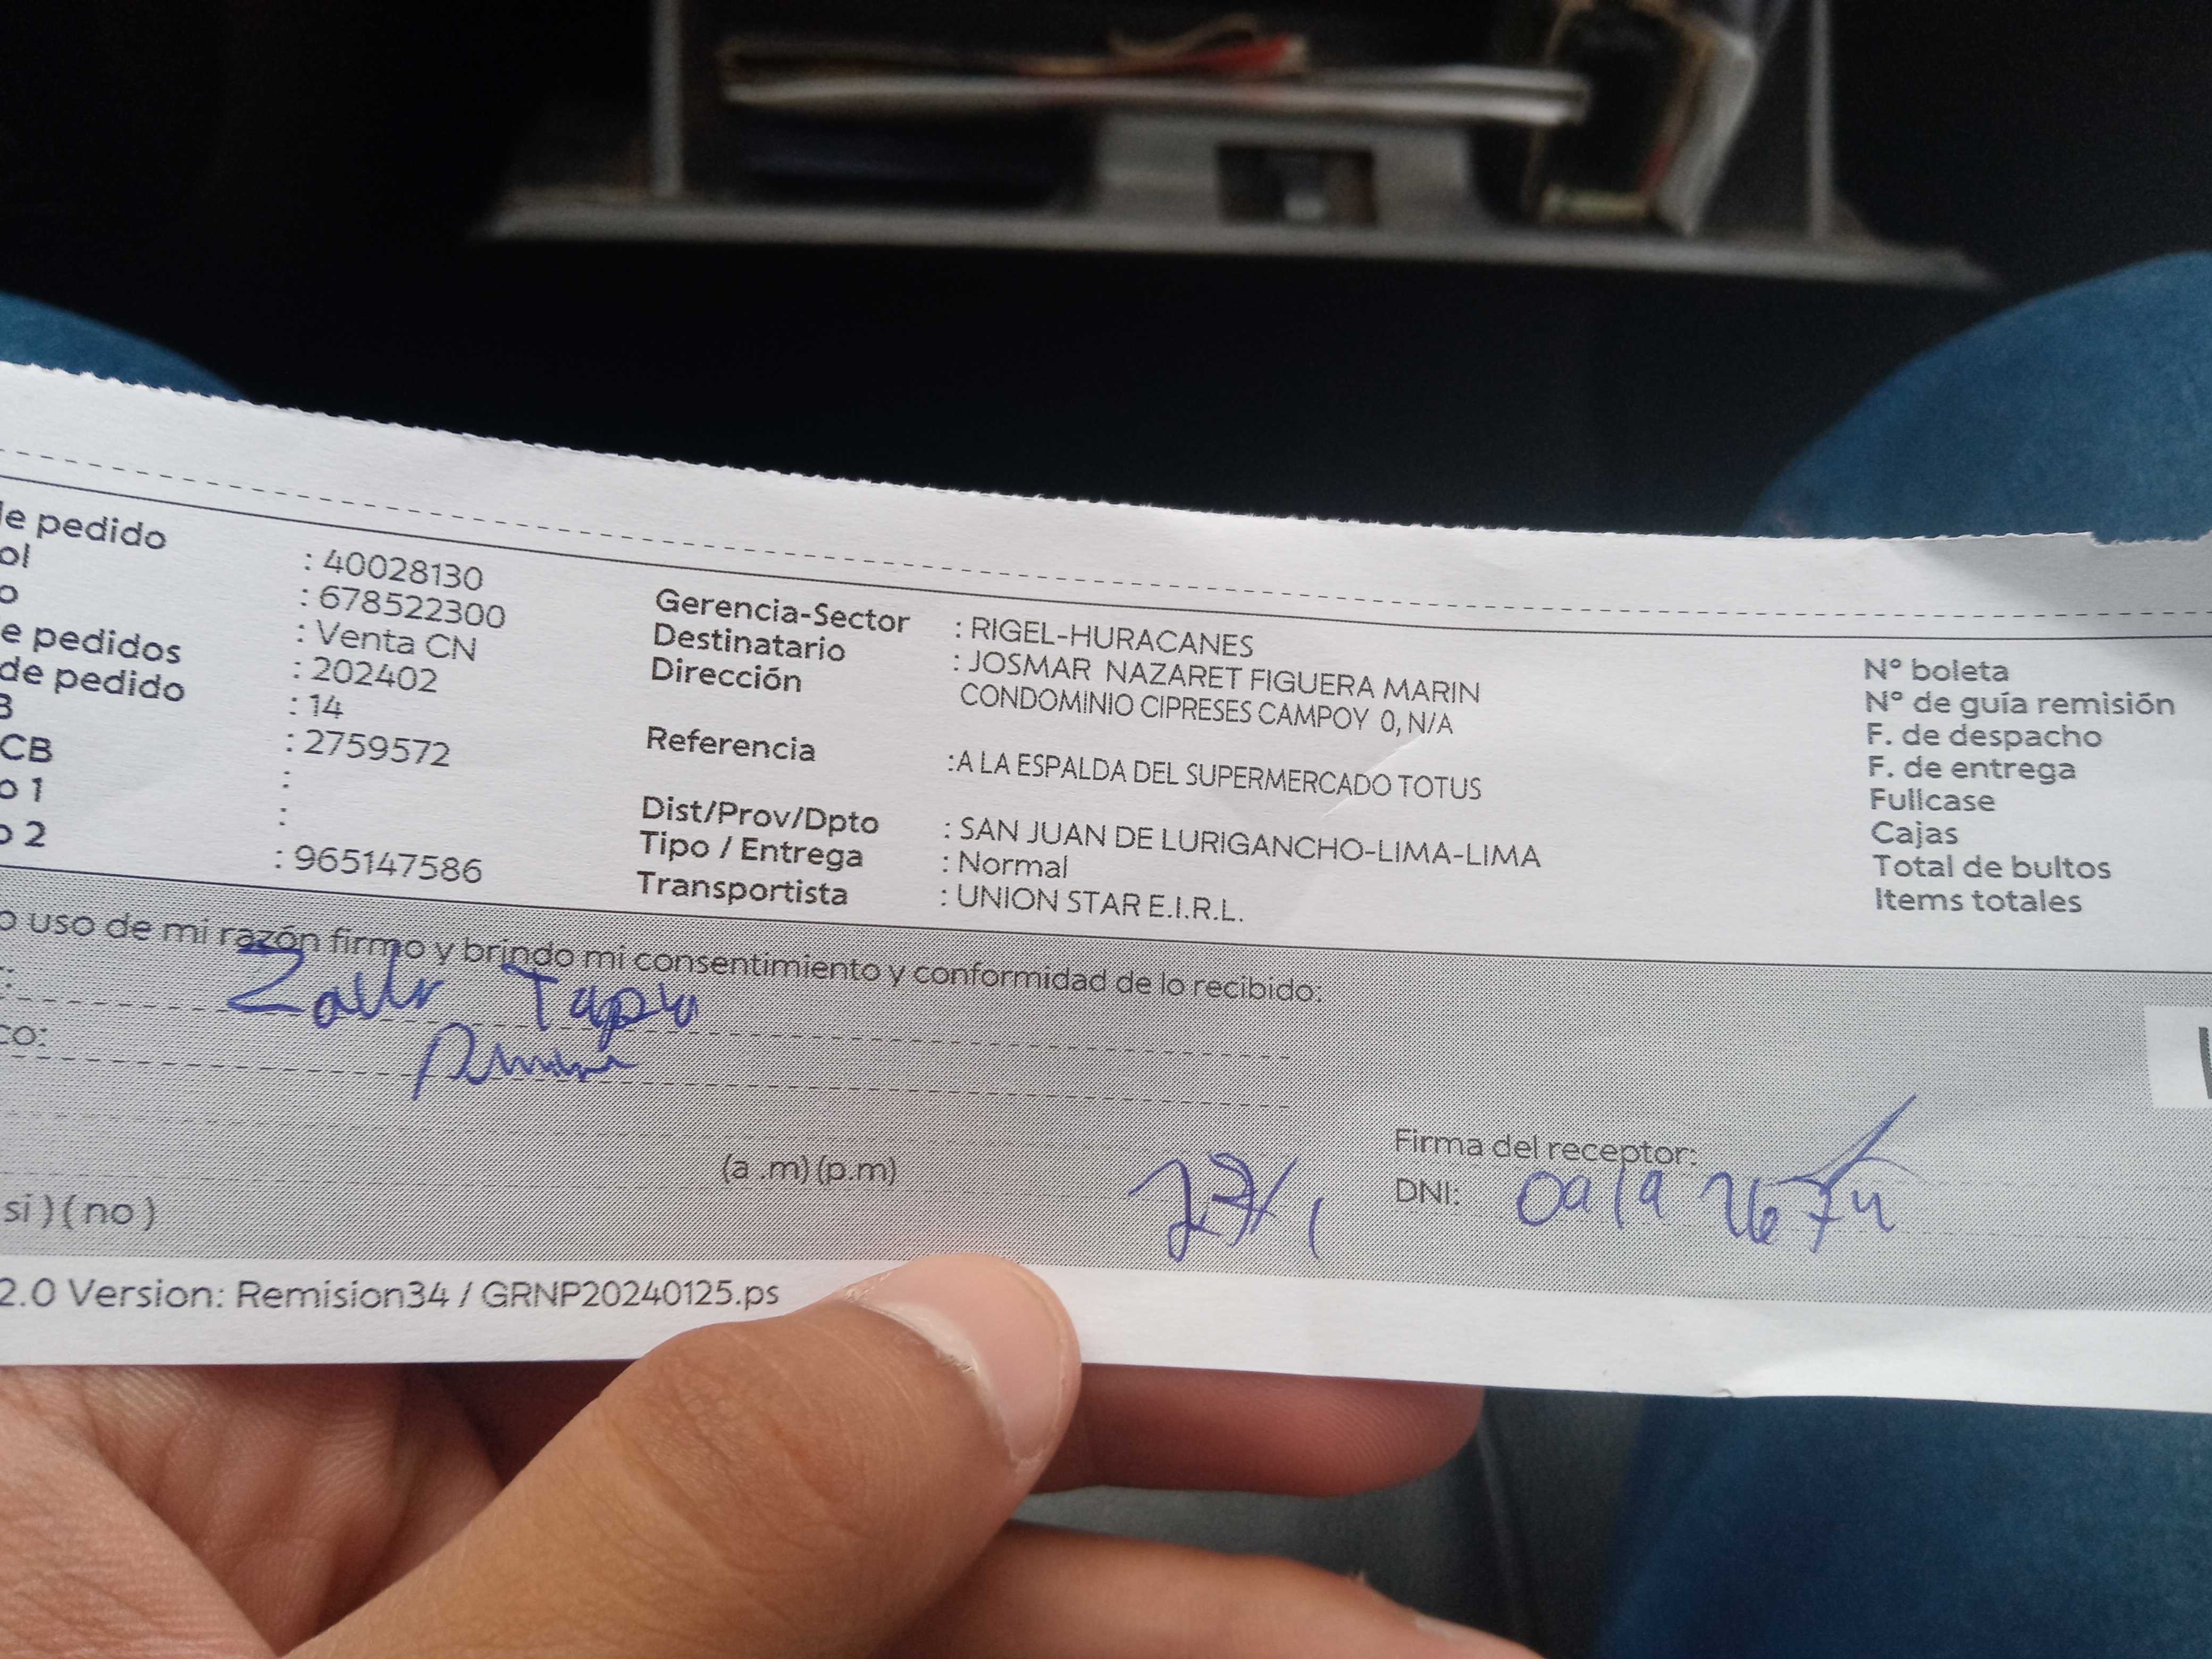 le pedido : 40028130
ol : 678522300
o : Venta CN
e pedidos : 202402
de pedido : 14
B : 2759572
CB :
o 1 :
o 2 : 965147586
Gerencia-Sector : RIGEL-HURACANES
Destinatario : JOSMAR NAZARET FIGUERA MARIN
Dirección CONDOMINIO CIPRESES CAMPOY 0, N/A
Referencia :A LA ESPALDA DEL SUPERMERCADO TOTUS
Dist/Prov/Dpto : SAN JUAN DE LURIGANCHO-LIMA-LIMA
Tipo / Entrega : Normal
Transportista : UNION STAR E.I.R.L.
N° boleta
N° de guía remisión
F. de despacho
F. de entrega
Fullcase
Cajas
Total de bultos
Items totales
o uso de mi razón firmo y brindo mi consentimiento y conformidad de lo recibido:
co:
(a .m) (p.m)
Firma del receptor:
si ) ( no )
27/1
DNI:
2.0 Version: Remision34 / GRNP20240125.ps